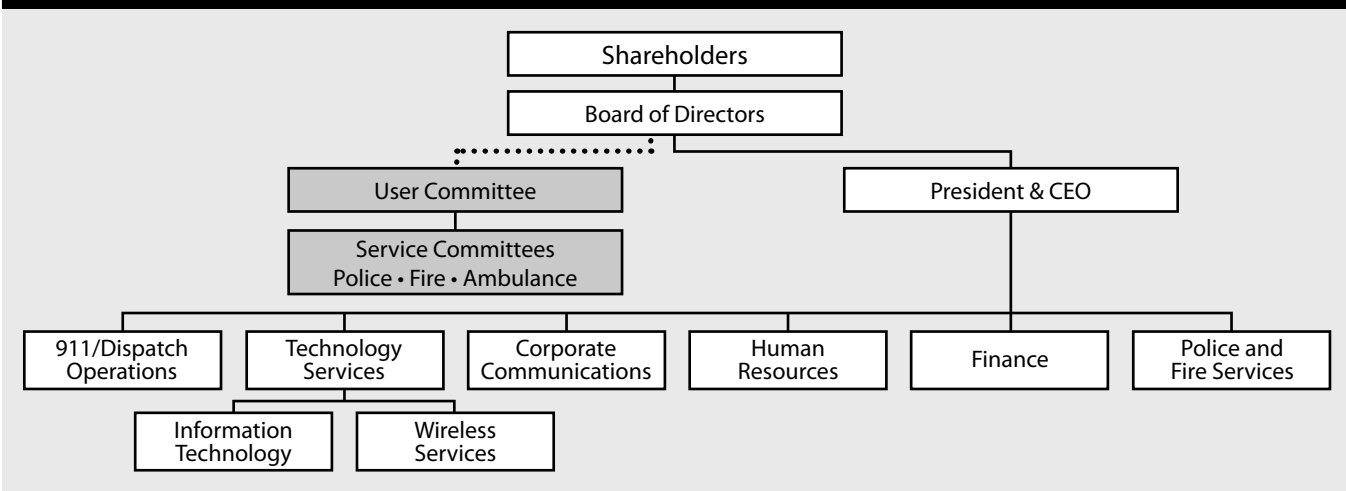 Shareholders
Board of Directors
User Committee
President & CEO
Service Committees
Police • Fire • Ambulance
911/Dispatch
Operations
Technology
Services
Corporate
Communications
Human
Resources
Finance
Police and
Fire Services
Information
Technology
Wireless
Services